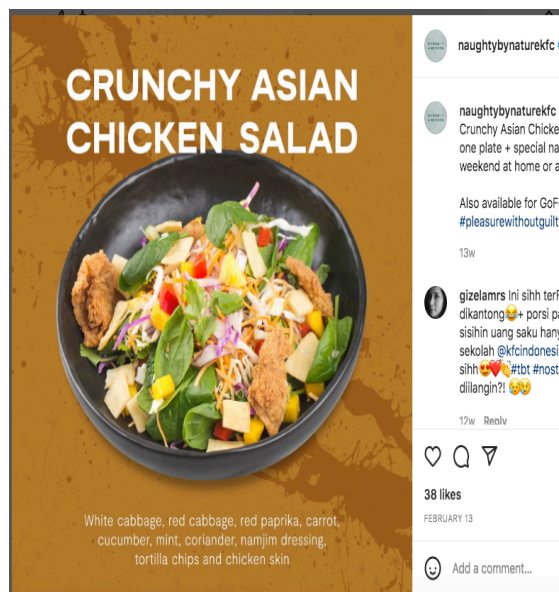 CRUNCHY ASIAN
CHICKEN SALAD
White cabbage, red cabbage, red paprika, carrot,
cucumber, mint, coriander, namjim dressing,
tortilla chips and chicken skin
naughtybynaturekfc
naughtybynaturekfc
Crunchy Asian Chicke
one plate + special na
weekend at home or a
Also available for GoF
#pleasurewithoutguilt
13w
gizelamrs Ini sihh terF
dikantong😂+ porsi pa
sisihin uang saku hany
sekolah @kfcindonesi
sihh😍❤️👏#tbt #nost
diilangin?! 😢😢
12w Reply
38 likes
FEBRUARY 13
Add a comment...